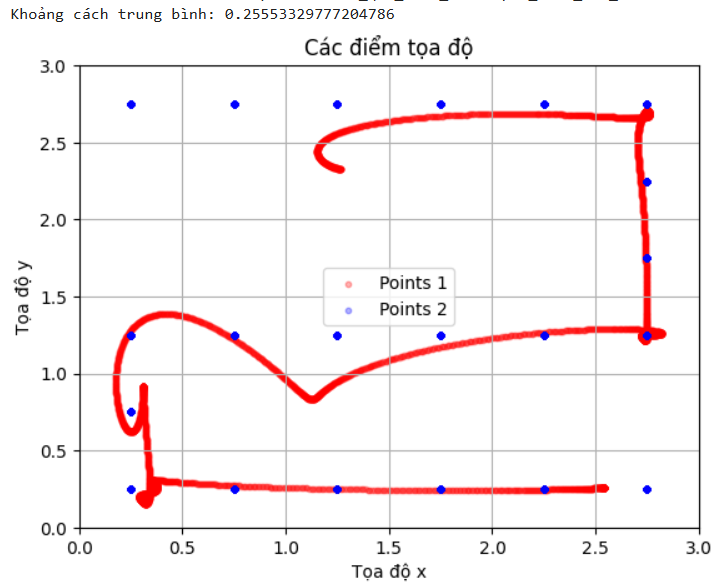 Khoảng cách trung bình: 0.25553329777204786
Các điểm tọa độ
3.0
2.5
2.0
1.5
1.0
0.5
0.0
Tọa độ y
Points 1
Points 2
0.0 0.5 1.0 1.5 2.0 2.5 3.0
Tọa độ x